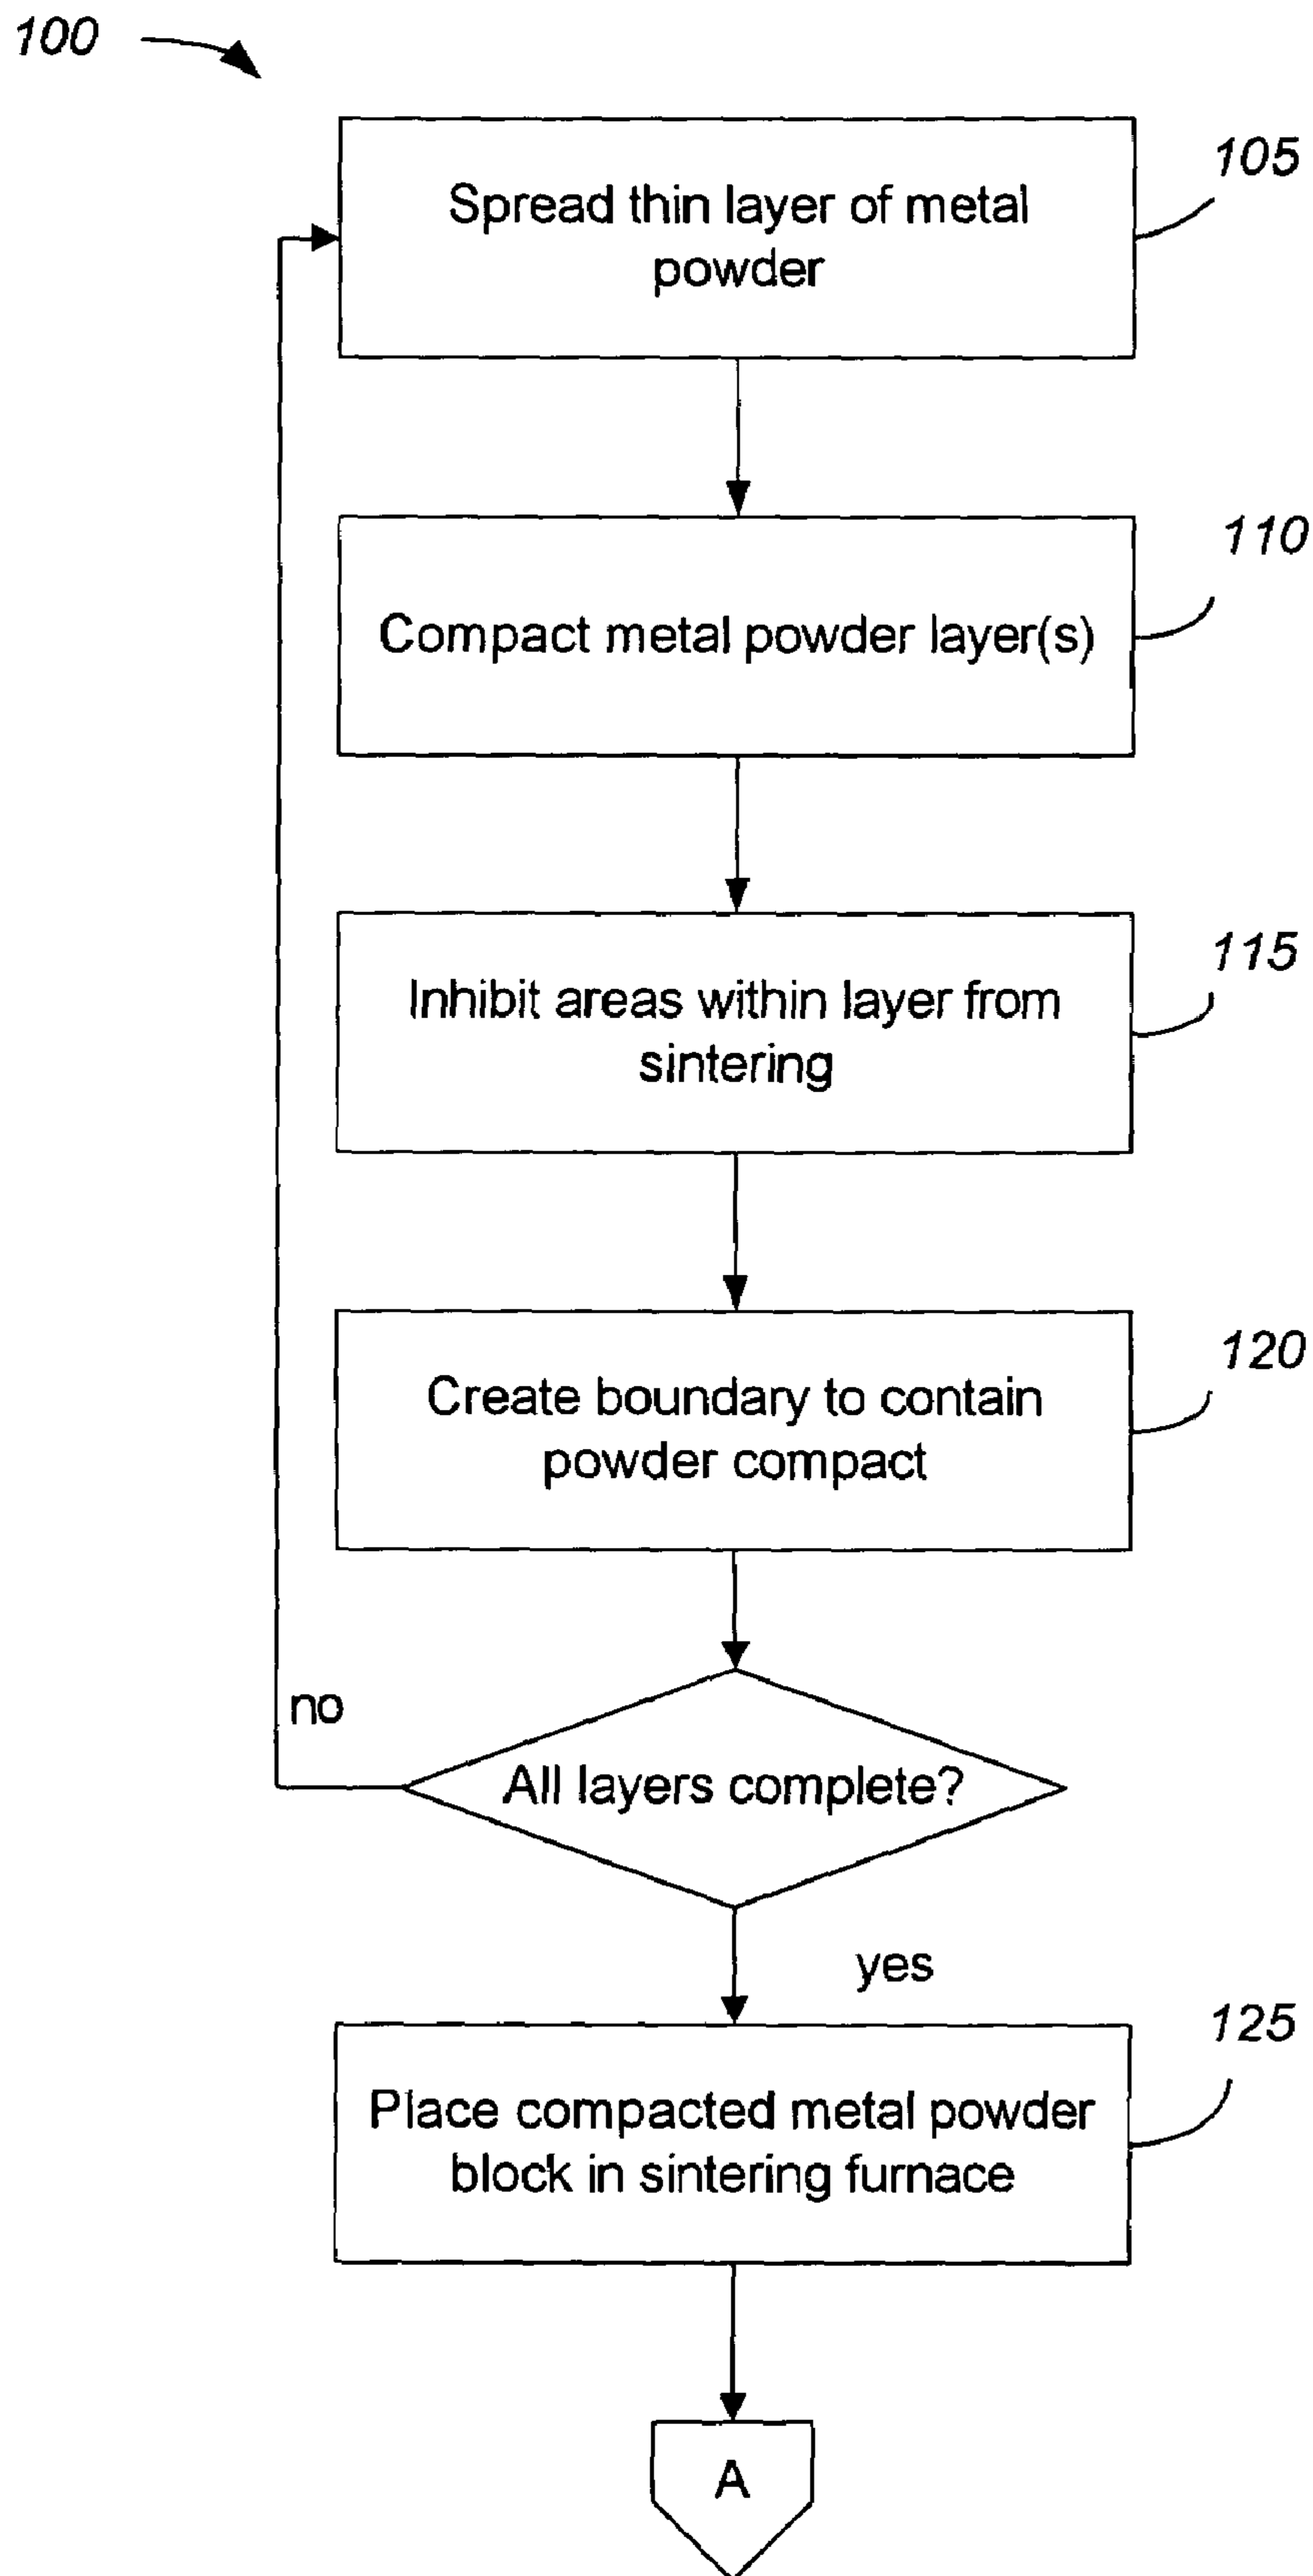 100
Spread thin layer of metal
powder
105
Compact metal powder layer(s)
110
Inhibit areas within layer from
sintering
115
Create boundary to contain
powder compact
120
no
All layers complete?
yes
Place compacted metal powder
block in sintering furnace
125
A